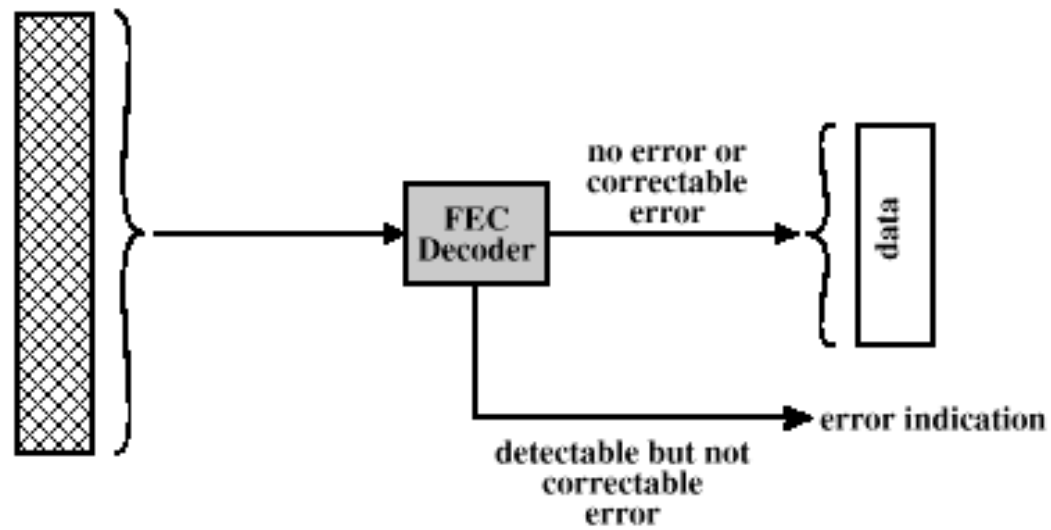 no error or
correctable
error
FEC
Decoder
data
error indication
detectable but not
correctable
error